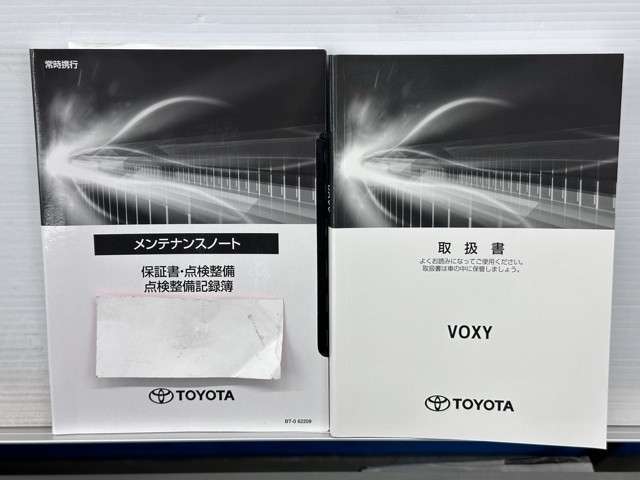 常時携行
メンテナンスノート
保証書・点検整備
点検整備記録簿
TOYOTA
BT-0 62209
取扱書
よくお読みになってご使用ください。
取扱書は車の中に保管しましょう。
VOXY
TOYOTA